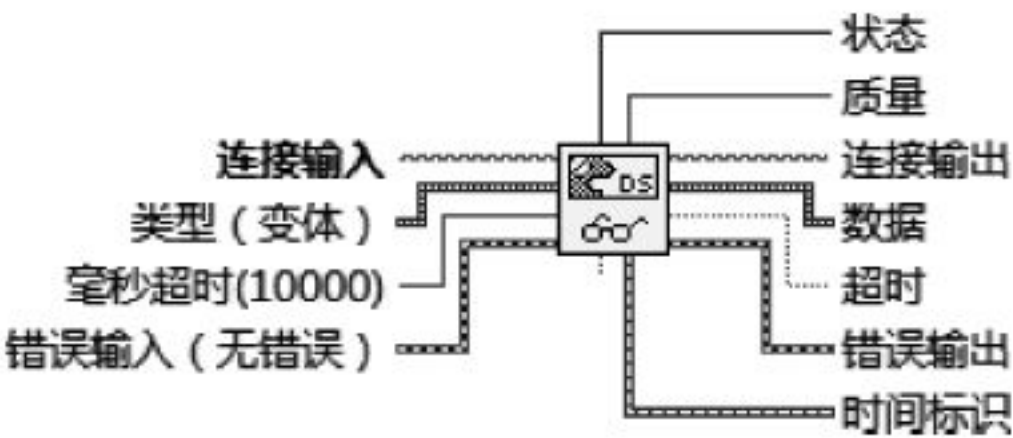 状态
质量
连接输入
连接输出
DS
类型（变体）
数据
毫秒超时(10000)
超时
错误输入（无错误）
错误输出
时间标识